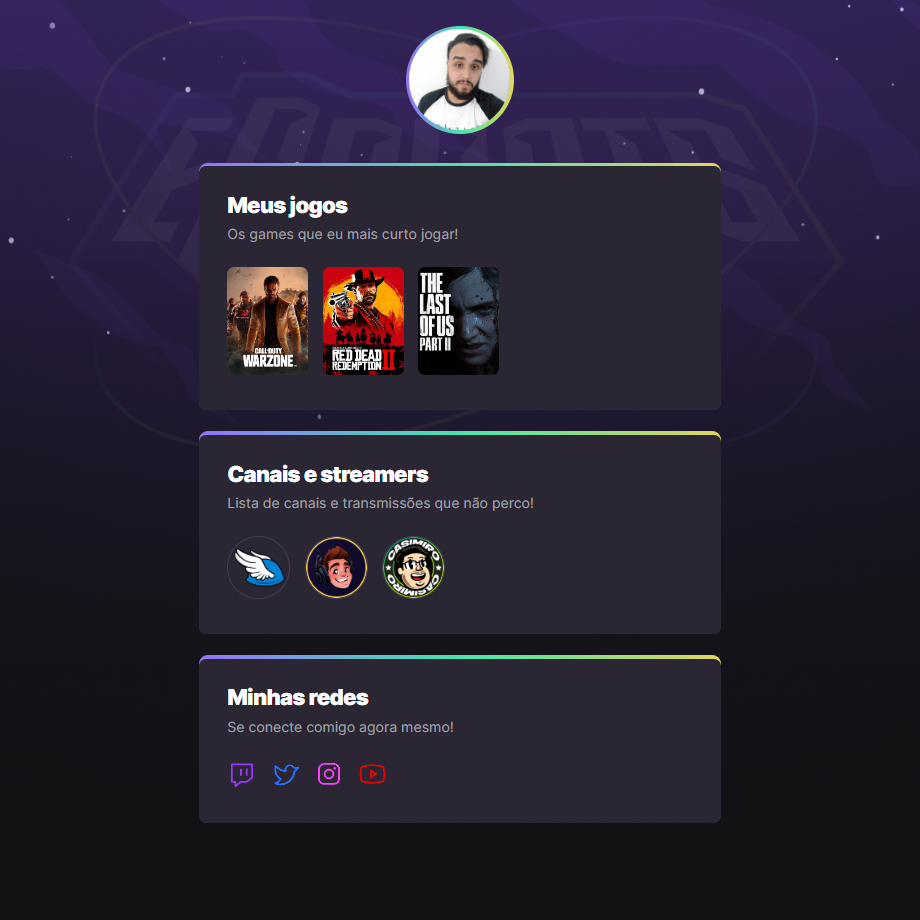 ESPORTS
Meus jogos
Os games que eu mais curto jogar!
CALL OF DUTY
WARZONE
RED DEAD
REDEMPTION II
THE
LAST
OF US
PART II
Canais e streamers
Lista de canais e transmissões que não perco!
CASIMIRO
CASIMIRO
Minhas redes
Se conecte comigo agora mesmo!